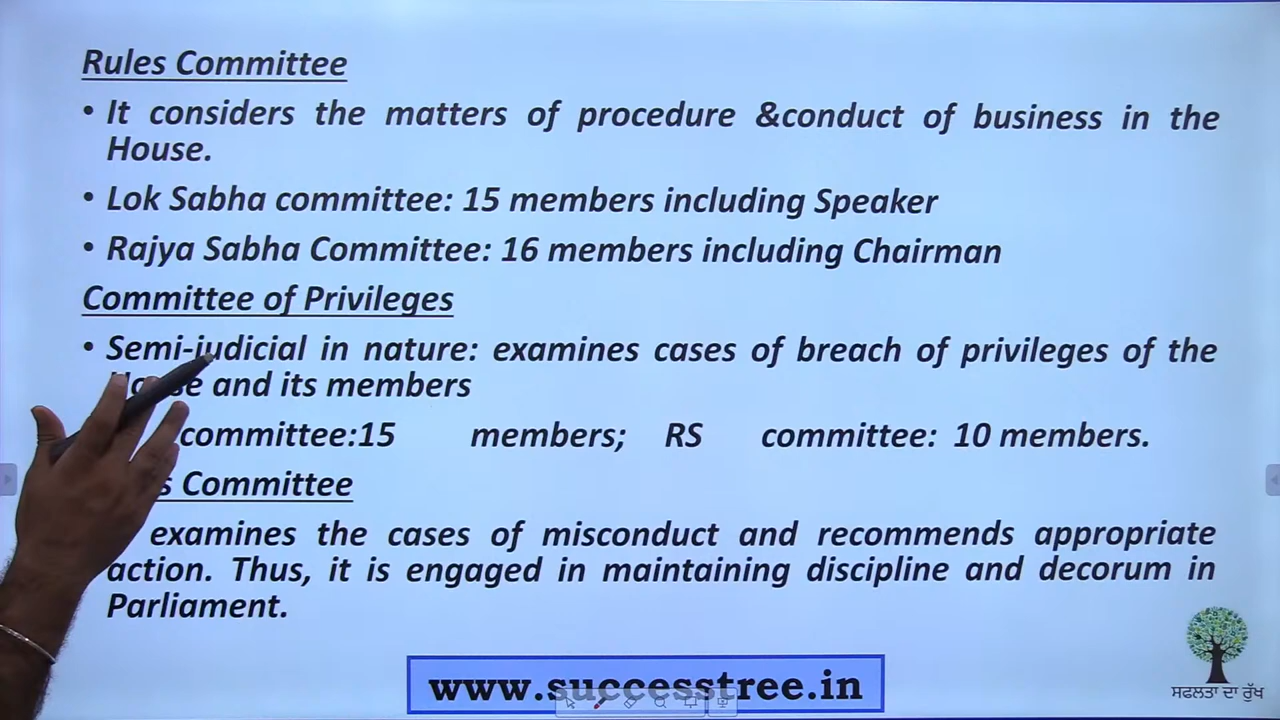 Rules Committee
• It considers the matters of procedure &conduct of business in the
House.
• Lok Sabha committee: 15 members including Speaker
• Rajya Sabha Committee: 16 members including Chairman
Committee of Privileges
• Semi-judicial in nature: examines cases of breach of privileges of the
and its members
committee:15 members; RS committee: 10 members.
Committee
examines the cases of misconduct and recommends appropriate
action. Thus, it is engaged in maintaining discipline and decorum in
Parliament.
www.successtree.in
ਸਫਲਤਾ ਦਾ ਰੁੱਖ